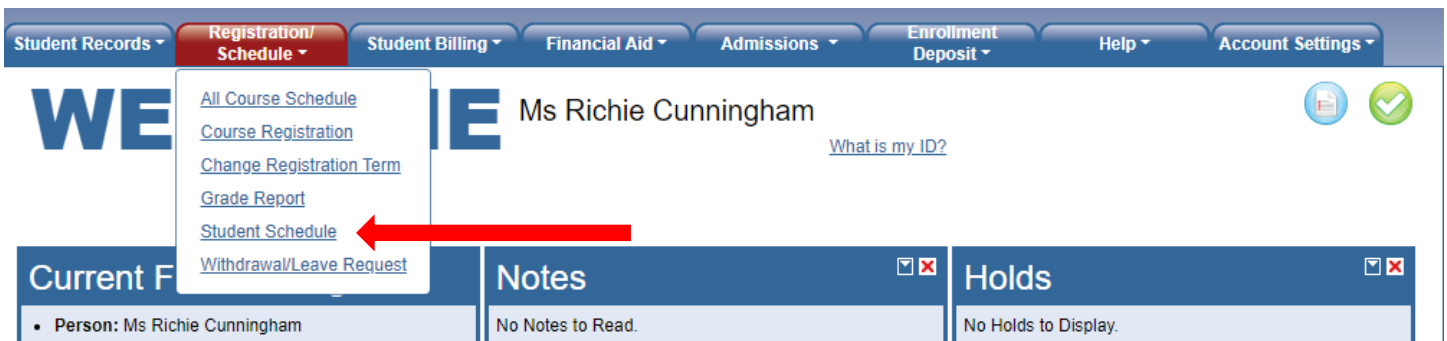 Student Records
Registration/
Schedule
Student Billing
Financial Aid
Admissions
Enrollment
Deposit
Help
Account Settings
All Course Schedule
Course Registration
Change Registration Term
Grade Report
Student Schedule
Withdrawal/Leave Request
WE
E
Ms Richie Cunningham
What is my ID?
Current F
• Person: Ms Richie Cunningham
Notes
No Notes to Read.
Holds
No Holds to Display.